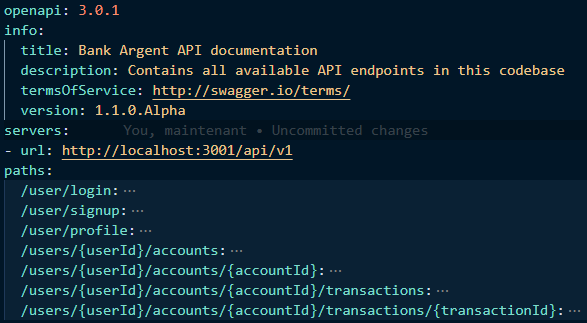 openapi: 3.0.1
info:
  title: Bank Argent API documentation
  description: Contains all available API endpoints in this codebase
  termsOfService: http://swagger.io/terms/
  version: 1.1.0.Alpha
servers:      You, maintenant • Uncommitted changes
- url: http://localhost:3001/api/v1
paths:
  /user/login:···
  /user/signup:···
  /user/profile:···
  /users/{userId}/accounts:···
  /users/{userId}/accounts/{accountId}:···
  /users/{userId}/accounts/{accountId}/transactions:···
  /users/{userId}/accounts/{accountId}/transactions/{transactionId}:···